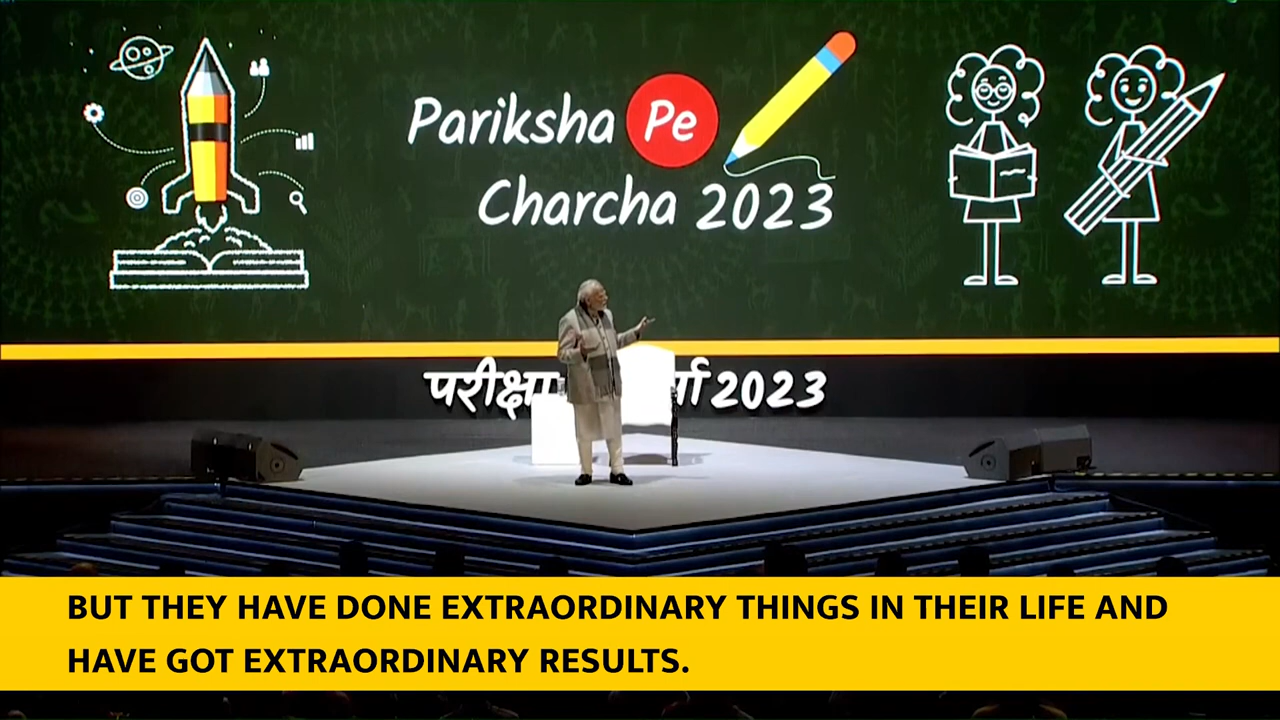 Pariksha Pe
Charcha 2023
परीक्षा
र्चा 2023
BUT THEY HAVE DONE EXTRAORDINARY THINGS IN THEIR LIFE AND
HAVE GOT EXTRAORDINARY RESULTS.